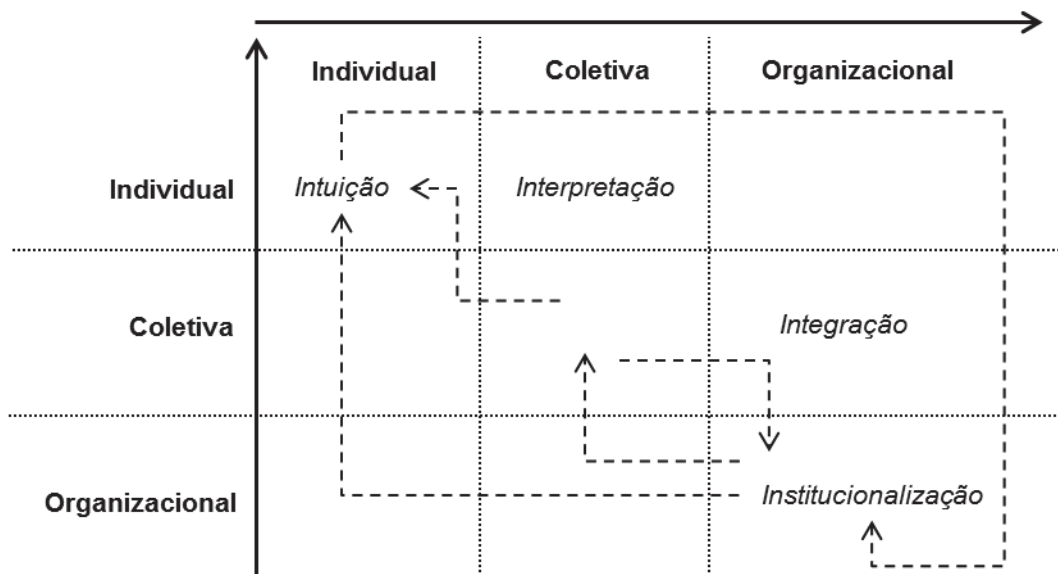 Individual Coletiva Organizacional
Individual Intuição Interpretação
Coletiva Integração
Organizacional Institucionalização